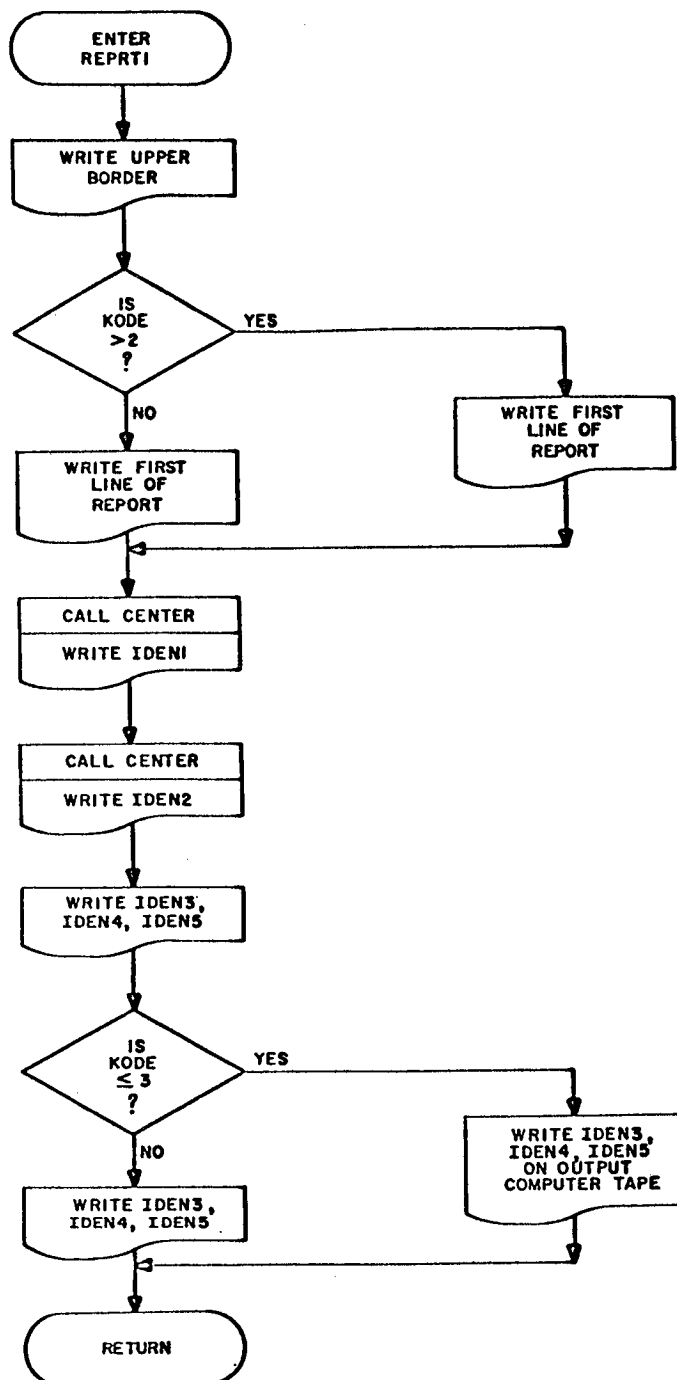 ENTER
REPRT1
WRITE UPPER
BORDER
IS
KODE
>2
?
YES
NO
WRITE FIRST
LINE OF
REPORT
WRITE FIRST
LINE OF
REPORT
CALL CENTER
WRITE IDEN1
CALL CENTER
WRITE IDEN2
WRITE IDEN3,
IDEN4, IDEN5
IS
KODE
≤ 3
?
YES
NO
WRITE IDEN3,
IDEN4, IDEN5
ON OUTPUT
COMPUTER TAPE
WRITE IDEN3,
IDEN4, IDEN5
RETURN